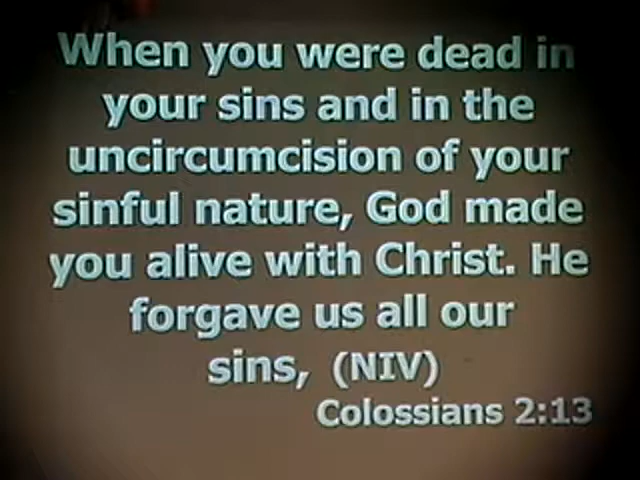 When you were dead in
your sins and in the
uncircumcision of your
sinful nature, God made
you alive with Christ. He
forgave us all our
sins, (NIV)
Colossians 2:13